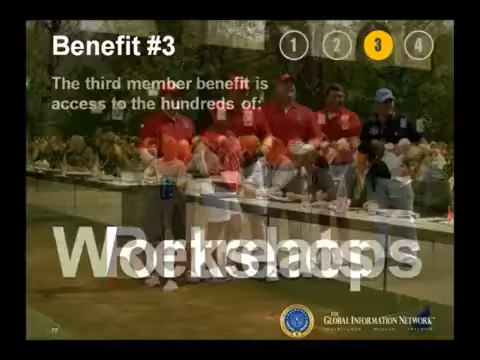 Benefit #3
1 2 3 4
The third member benefit is
access to the hundreds of:
Workshops
77
THE
GLOBAL INFORMATION NETWORK